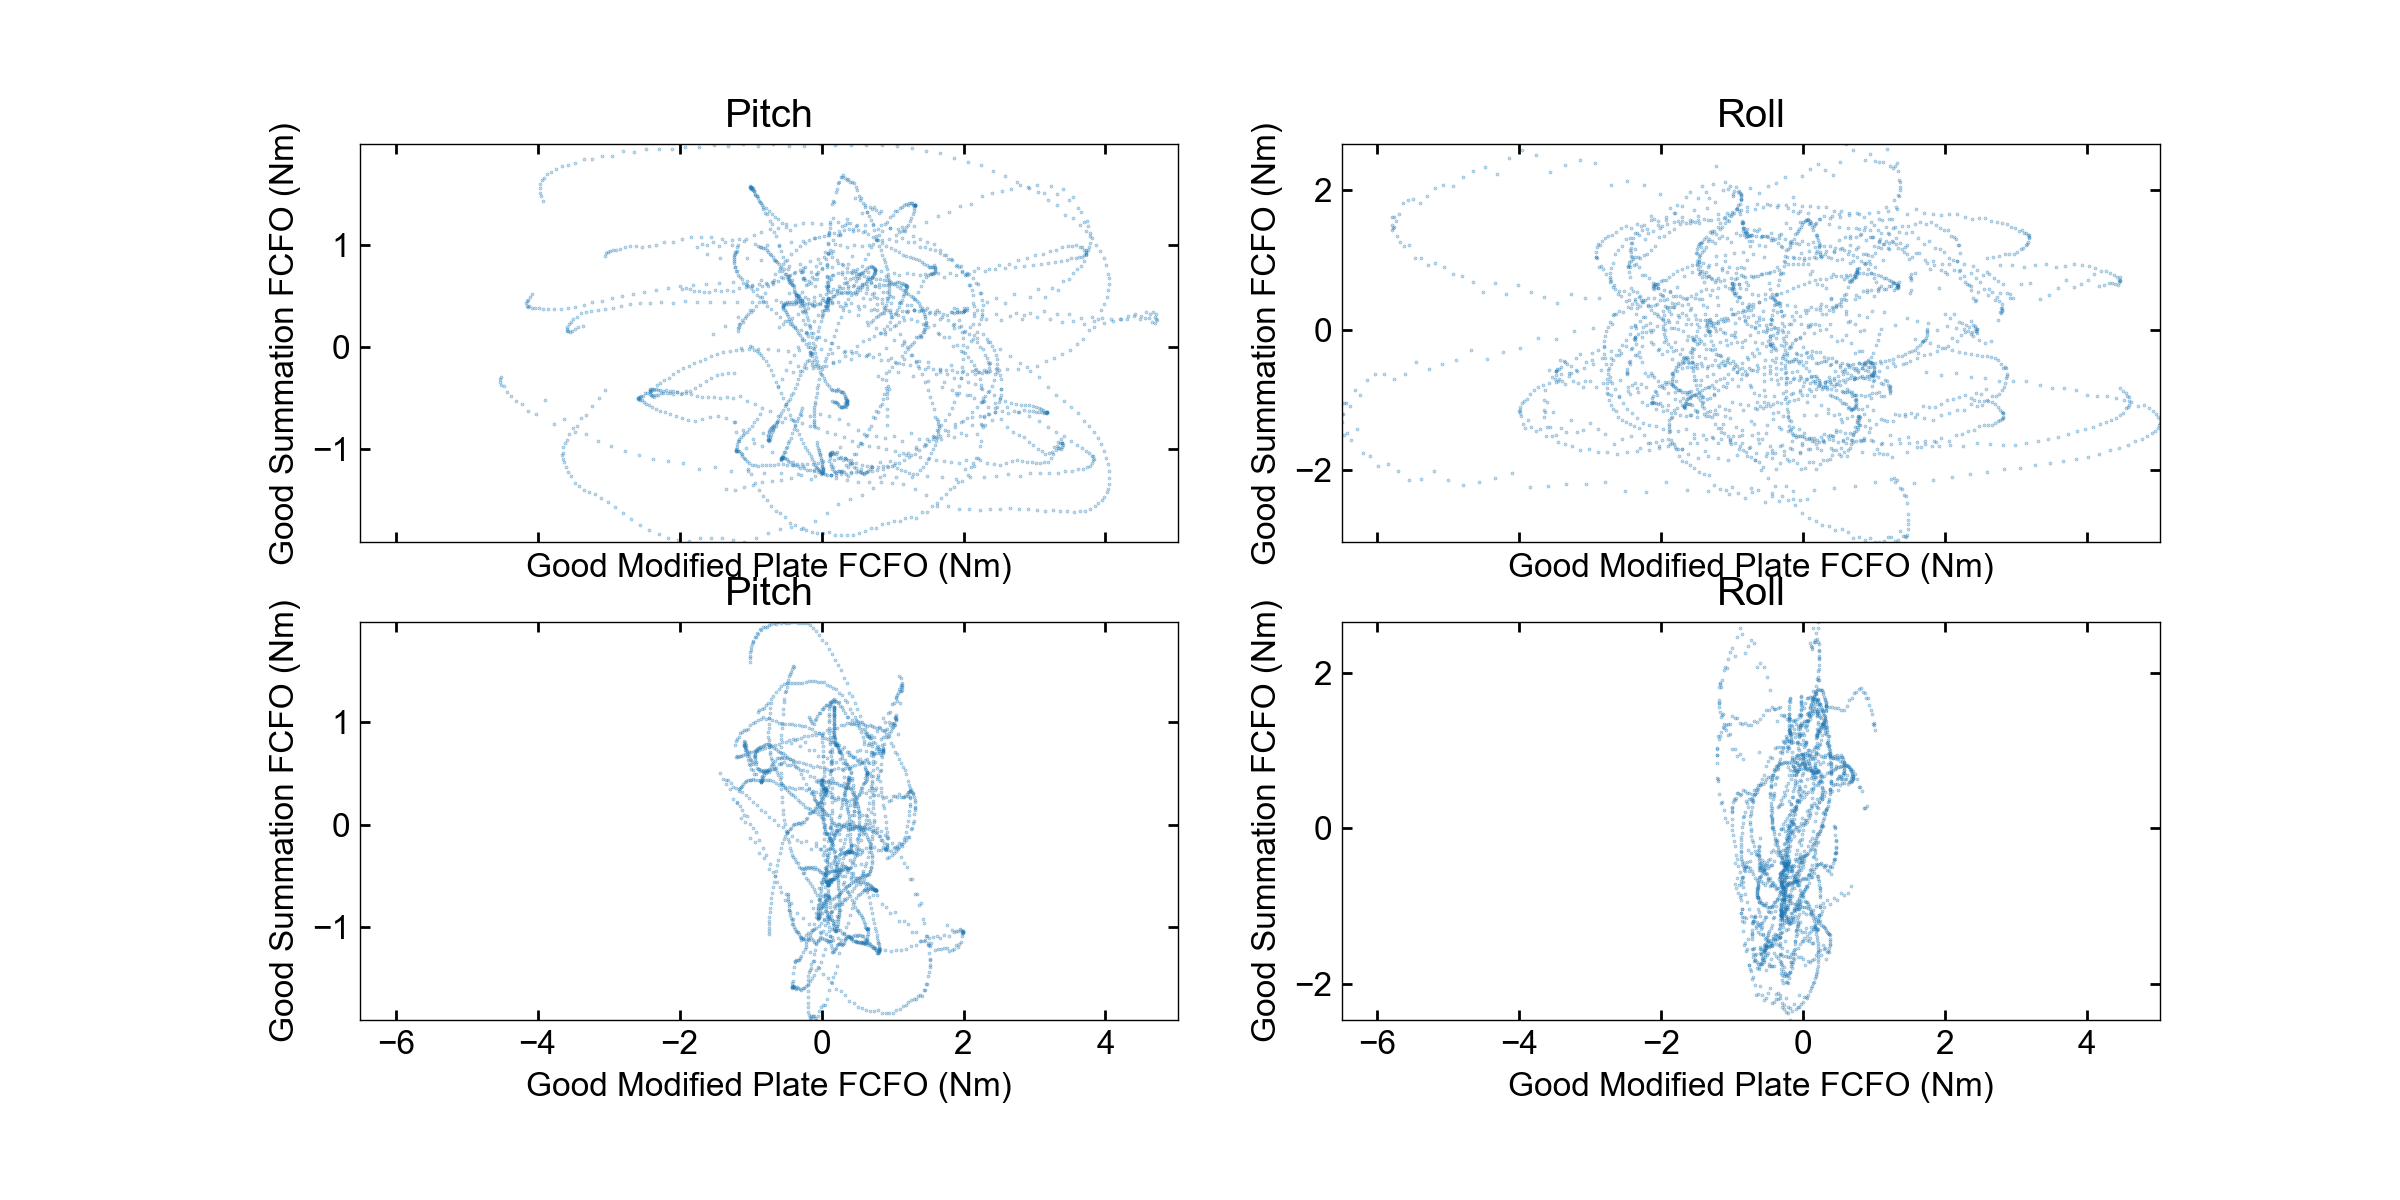 Pitch
Roll
Good Summation FCFO (Nm)
1
0
−1
Good Modified Plate FCFO (Nm)
Good Summation FCFO (Nm)
2
0
−2
Good Modified Plate FCFO (Nm)
Pitch
Roll
Good Summation FCFO (Nm)
1
0
−1
−6 −4 −2 0 2 4
Good Modified Plate FCFO (Nm)
Good Summation FCFO (Nm)
2
0
−2
−6 −4 −2 0 2 4
Good Modified Plate FCFO (Nm)